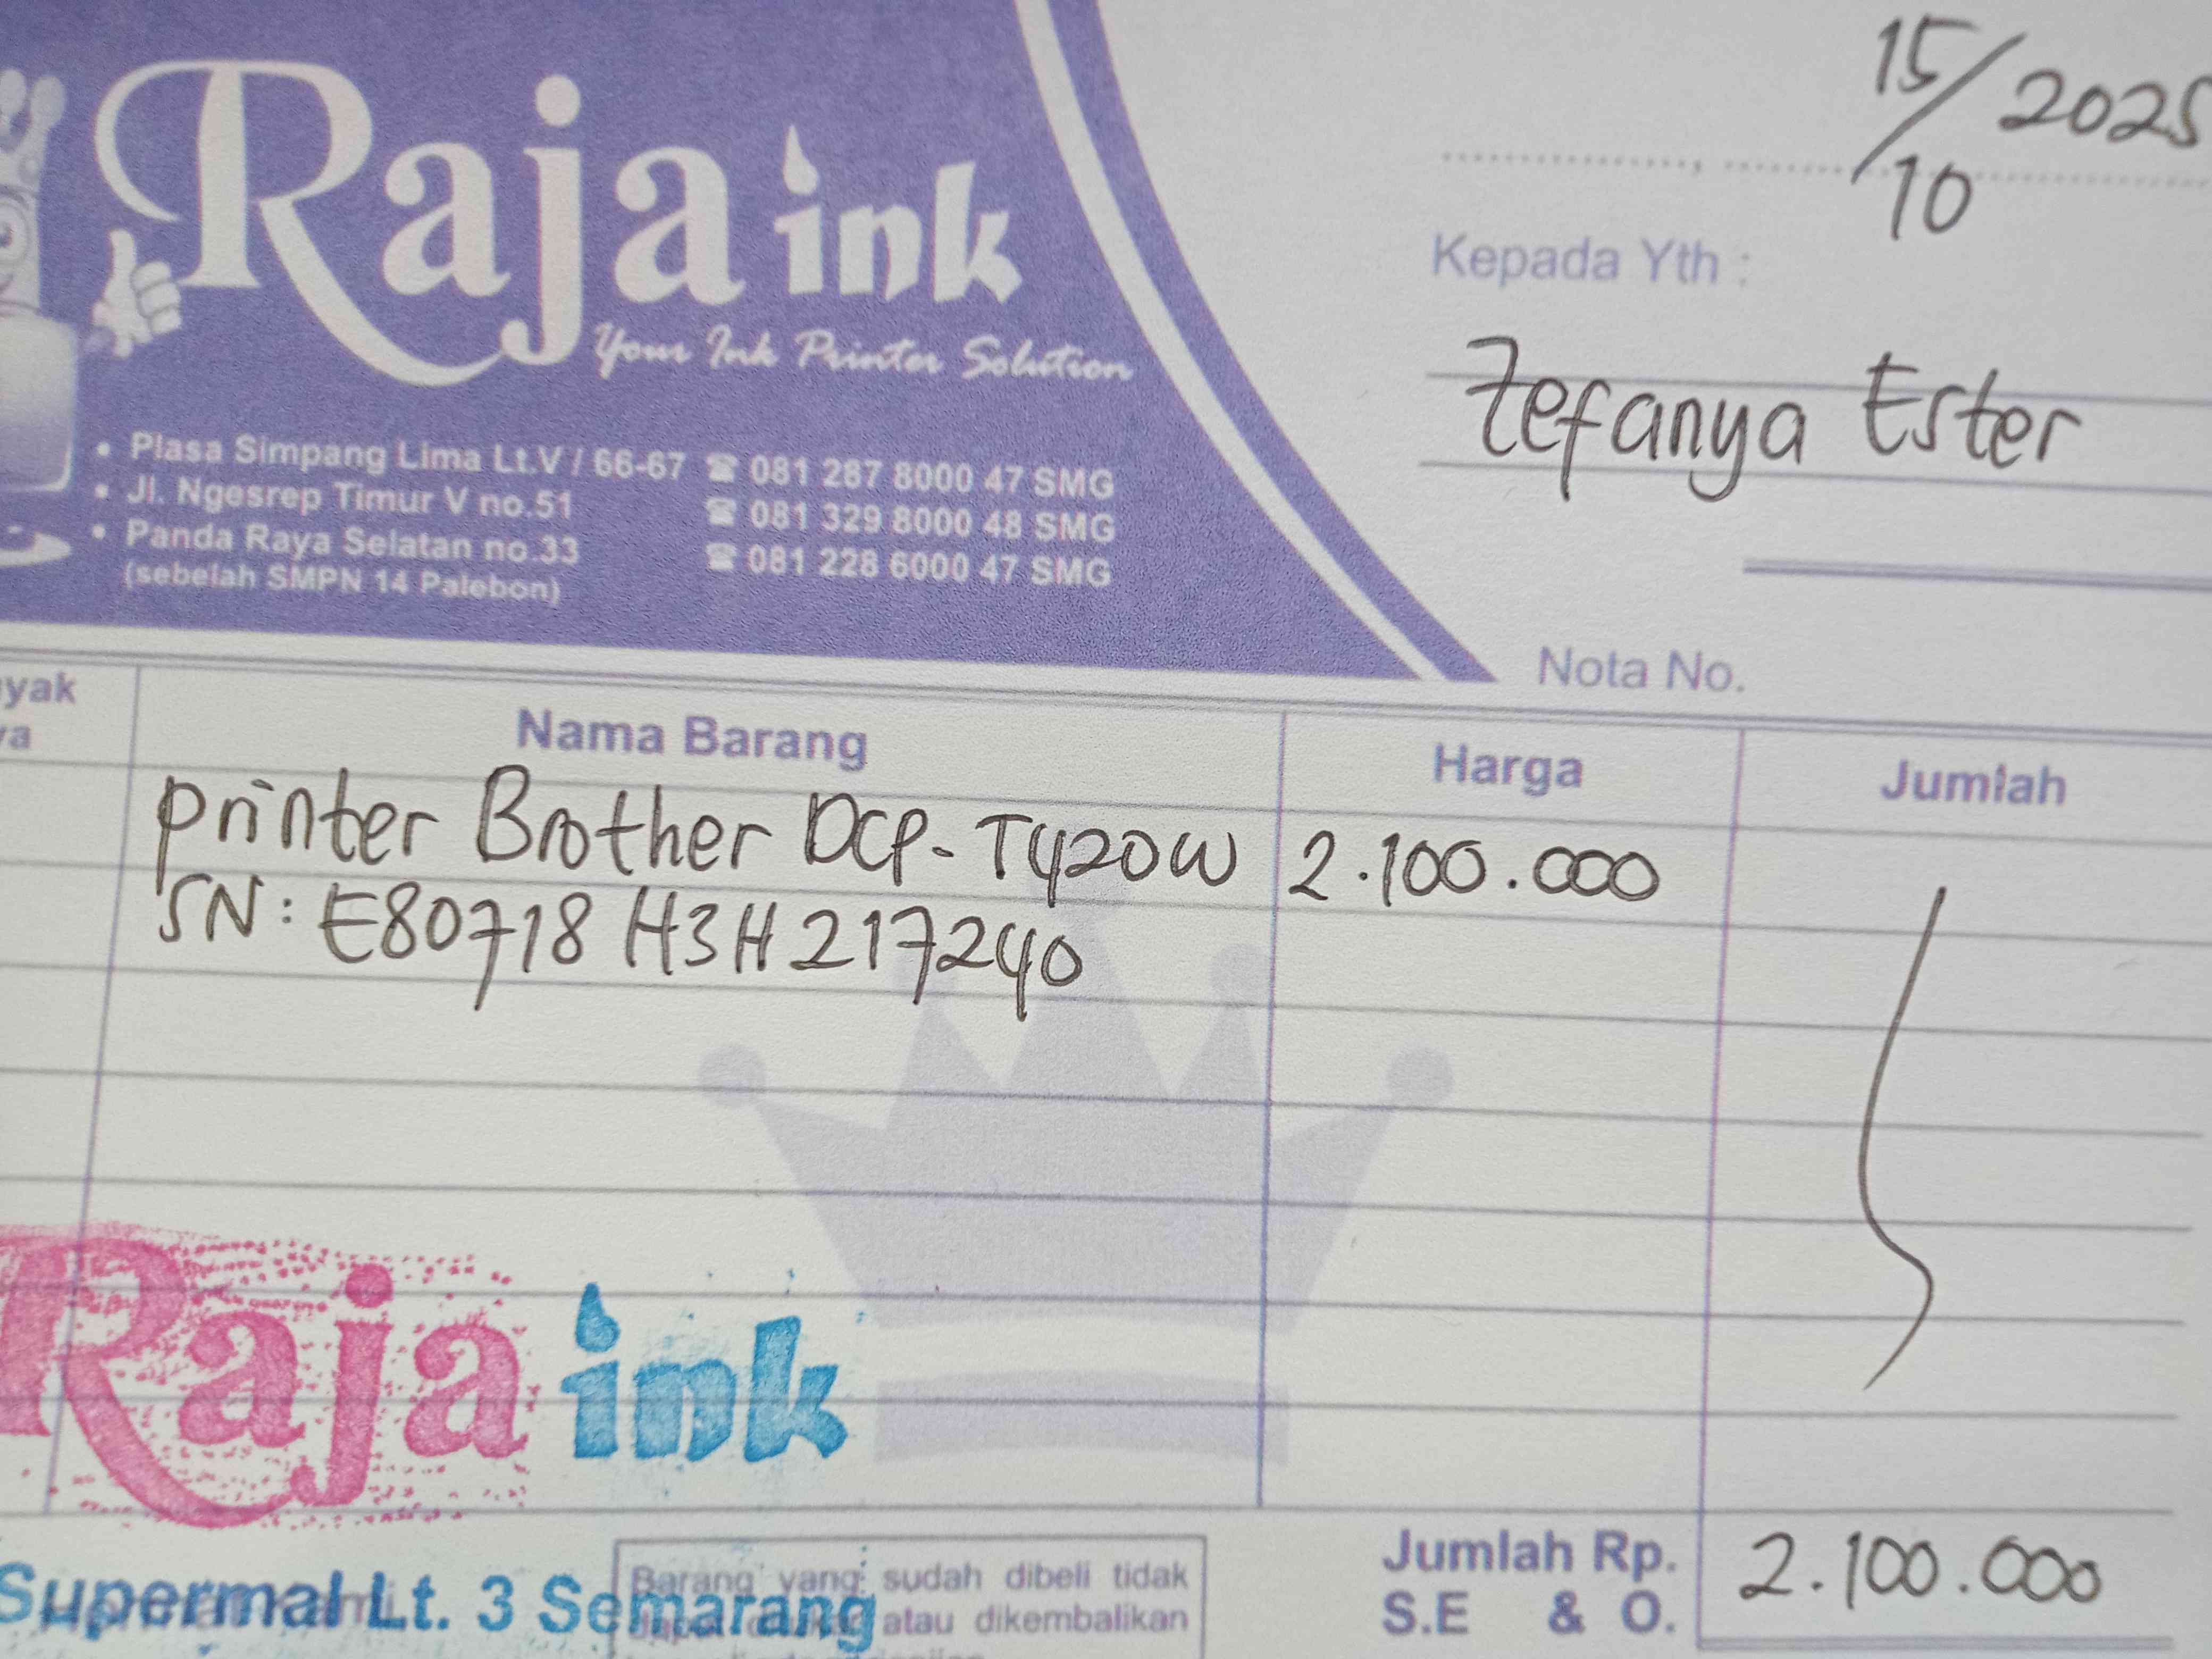 Raja ink
Your Ink Printer Solution
• Plasa Simpang Lima Lt.V / 66-67 ☎ 081 287 8000 47 SMG
• Jl. Ngesrep Timur V no.51 ☎ 081 329 8000 48 SMG
• Panda Raya Selatan no.33 ☎ 081 228 6000 47 SMG
(sebelah SMPN 14 Palebon)
15/10 2025
Kepada Yth :
Zefanya Ester
Nota No.
Nama Barang Harga Jumlah
Printer Brother DCP-T420W 2.100.000
SN: E80718H3H217240
Raja ink
Supermal Lt. 3 Semarang
Barang yang sudah dibeli tidak
atau dikembalikan
Jumlah Rp. 2.100.000
S.E & O.